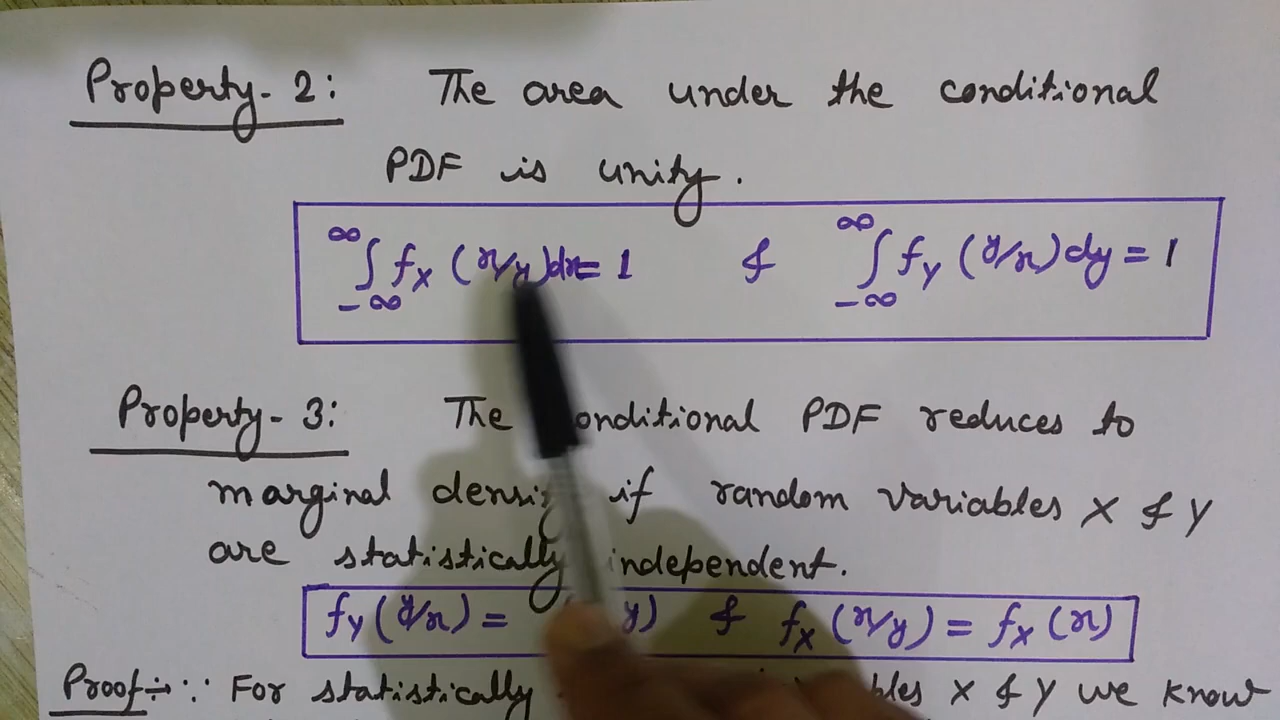 Property-2: The area under the conditional
PDF is unity.
∞∫-∞ fX (x/y)dx=1 & ∞∫-∞ fY (y/x)dy=1
Property-3: The conditional PDF reduces to
marginal density if random variables X & Y
are statistically independent.
fY(y/x) = y) & fX(x/y) = fX(x)
Proof÷ ∵ For statistically X & Y we know